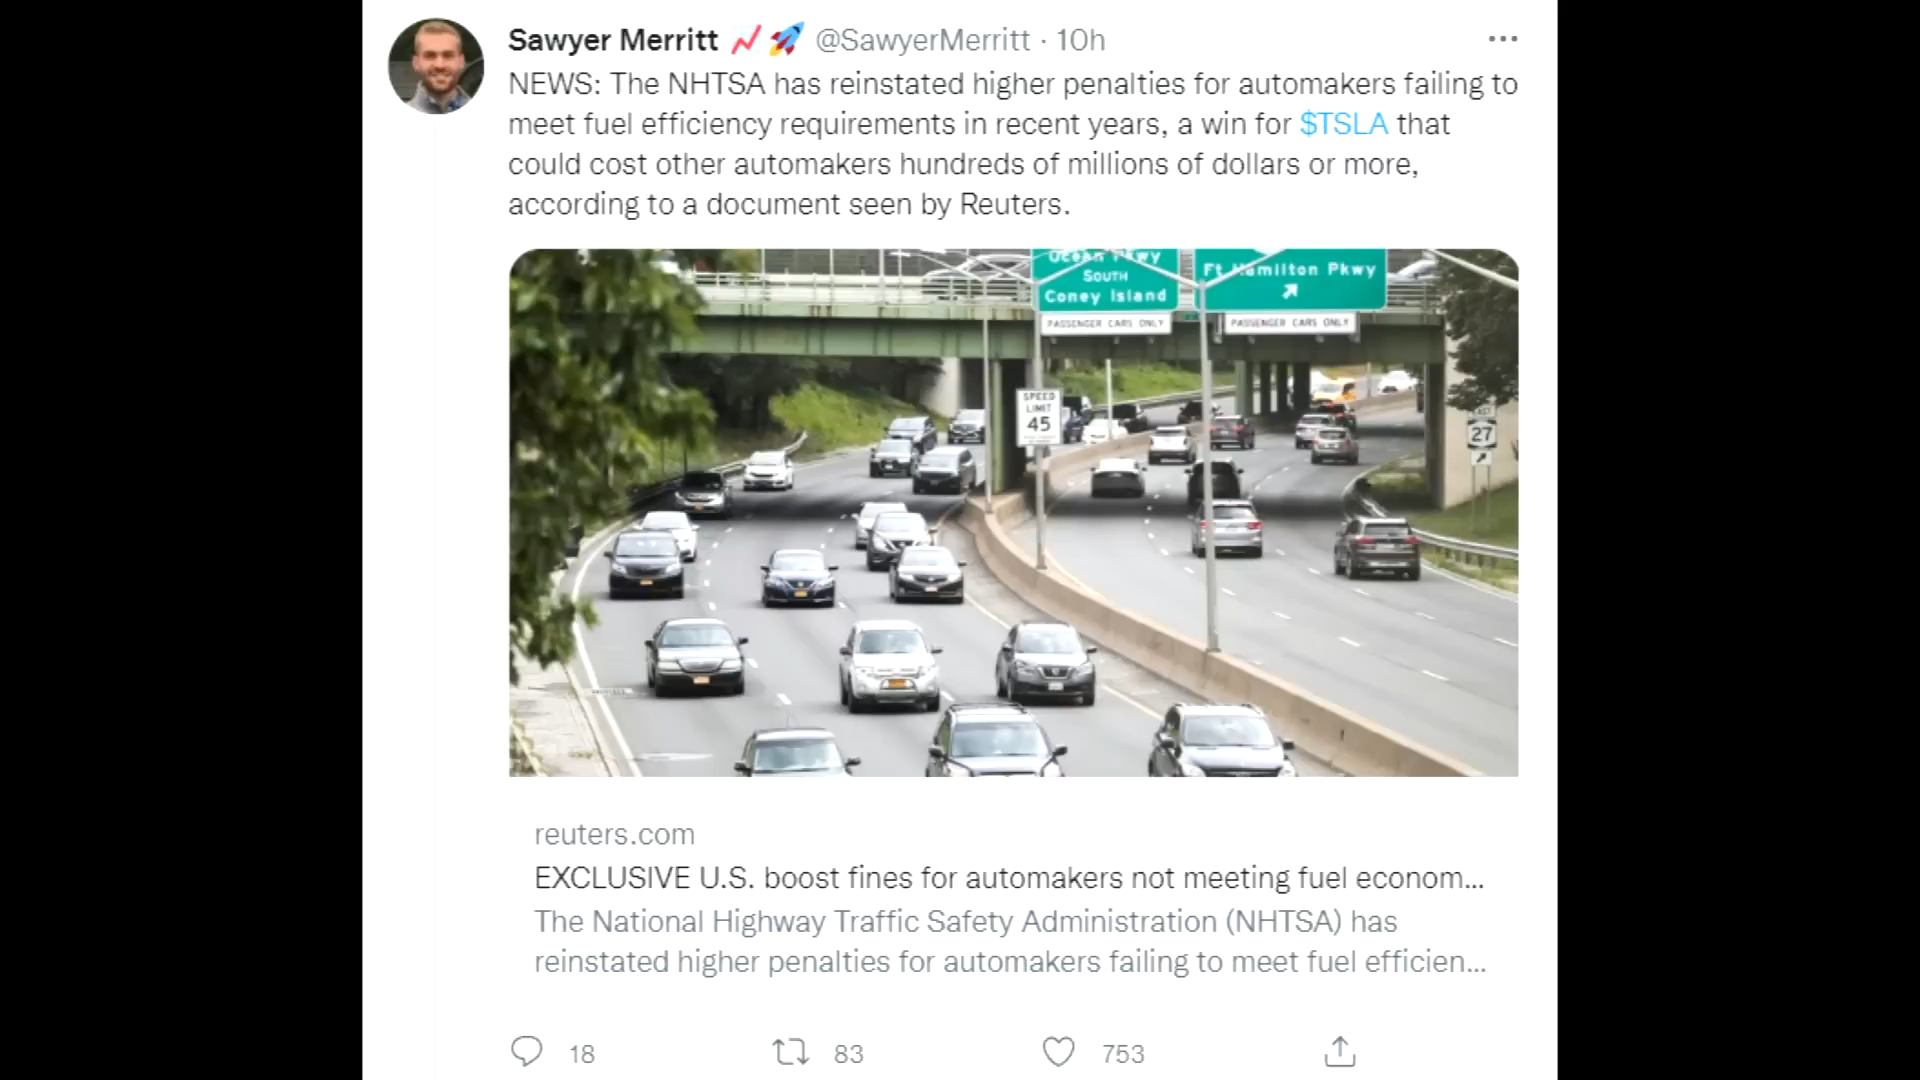 Sawyer Merritt 📈🚀 @SawyerMerritt · 10h
NEWS: The NHTSA has reinstated higher penalties for automakers failing to
meet fuel efficiency requirements in recent years, a win for $TSLA that
could cost other automakers hundreds of millions of dollars or more,
according to a document seen by Reuters.
Ocean Pkwy
SOUTH
Coney Island
PASSENGER CARS ONLY
Ft Hamilton Pkwy
PASSENGER CARS ONLY
SPEED
LIMIT
45
EAST
27
reuters.com
EXCLUSIVE U.S. boost fines for automakers not meeting fuel econom...
The National Highway Traffic Safety Administration (NHTSA) has
reinstated higher penalties for automakers failing to meet fuel efficien...
18 83 753